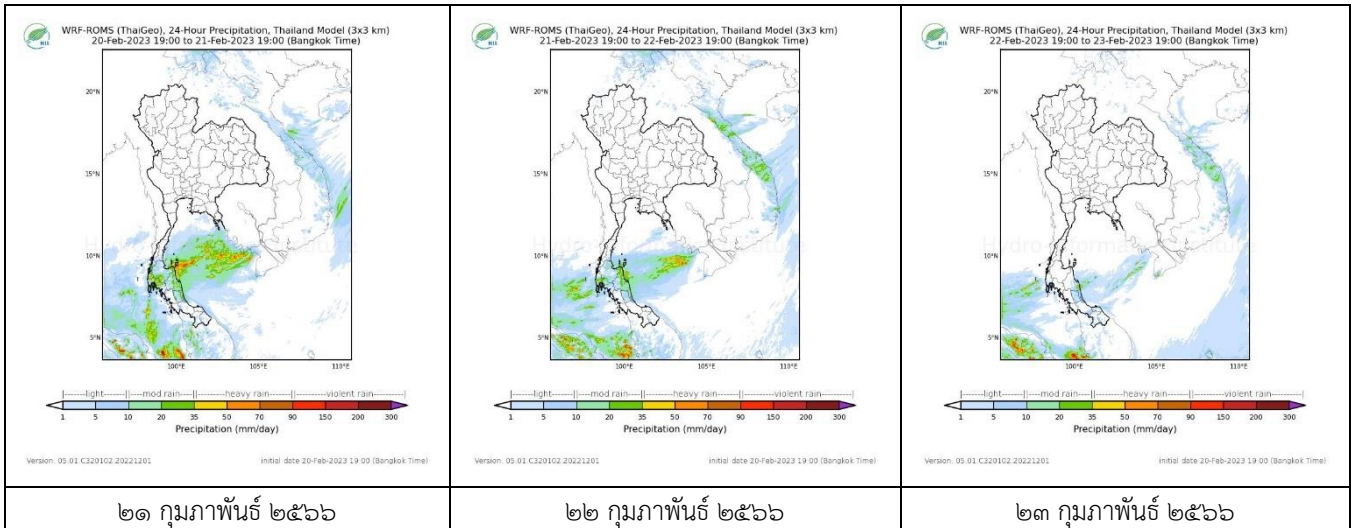 WRF-ROMS (ThaiGeo), 24-Hour Precipitation, Thailand Model (3x3 km)
20-Feb-2023 19:00 to 21-Feb-2023 19:00 (Bangkok Time)
HII
20°N
15°N
10°N
5°N
100°E
105°E
110°E
Hydro-Informatics Institute
light mod rain heavy rain violent rain
1 5 10 20 35 50 70 90 150 200 300
Precipitation (mm/day)
Version: 05.01.C320102.20221201 initial date 20-Feb-2023 19:00 (Bangkok Time)
๒๑ กุมภาพันธ์ ๒๕๖๖
WRF-ROMS (ThaiGeo), 24-Hour Precipitation, Thailand Model (3x3 km)
21-Feb-2023 19:00 to 22-Feb-2023 19:00 (Bangkok Time)
HII
20°N
15°N
10°N
5°N
100°E
105°E
110°E
Hydro-Informatics Institute
light mod rain heavy rain violent rain
1 5 10 20 35 50 70 90 150 200 300
Precipitation (mm/day)
Version: 05.01.C320102.20221201 initial date 20-Feb-2023 19:00 (Bangkok Time)
๒๒ กุมภาพันธ์ ๒๕๖๖
WRF-ROMS (ThaiGeo), 24-Hour Precipitation, Thailand Model (3x3 km)
22-Feb-2023 19:00 to 23-Feb-2023 19:00 (Bangkok Time)
HII
20°N
15°N
10°N
5°N
100°E
105°E
110°E
Hydro-Informatics Institute
light mod rain heavy rain violent rain
1 5 10 20 35 50 70 90 150 200 300
Precipitation (mm/day)
Version: 05.01.C320102.20221201 initial date 20-Feb-2023 19:00 (Bangkok Time)
๒๓ กุมภาพันธ์ ๒๕๖๖